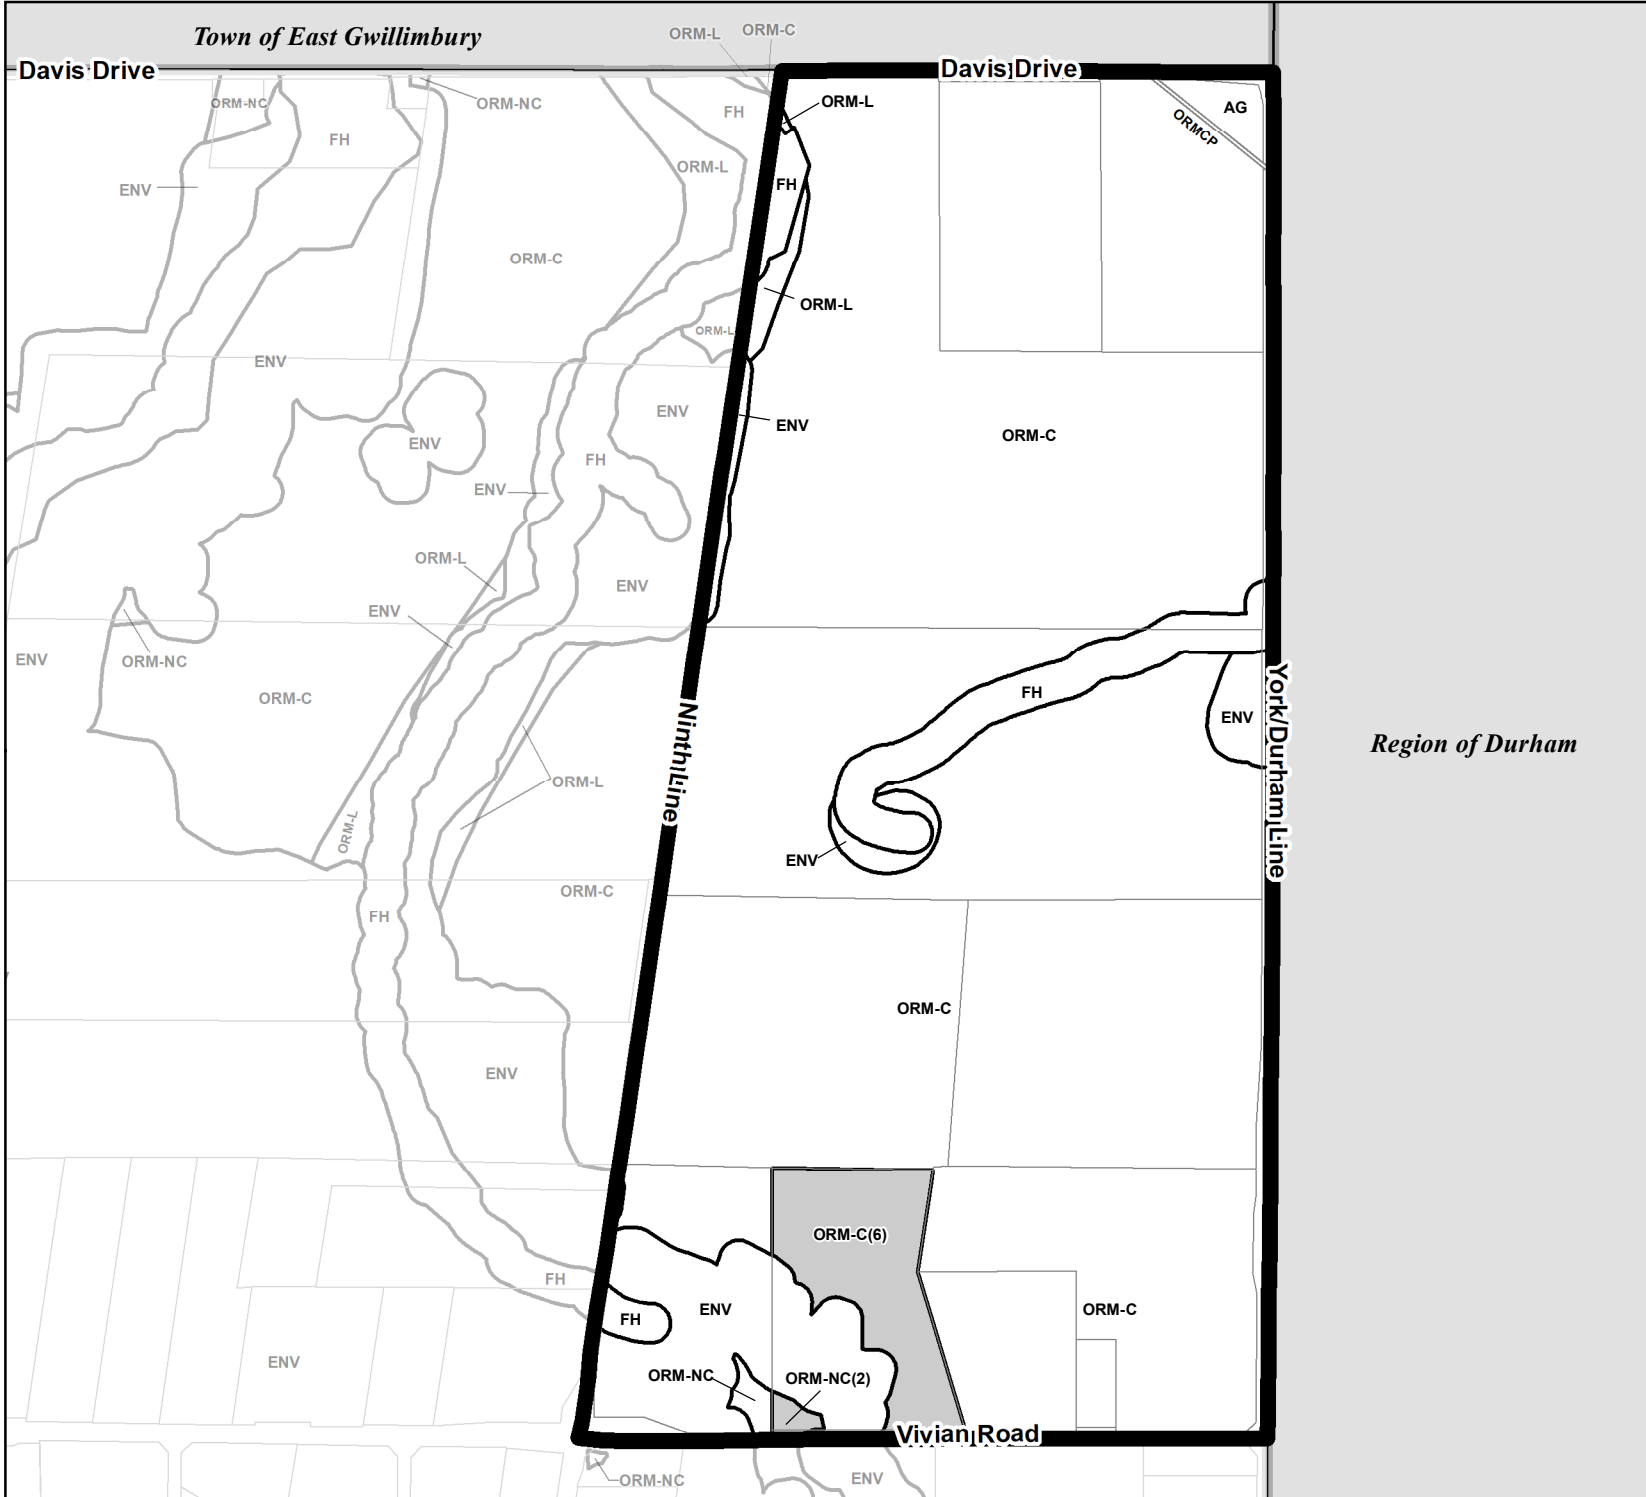 Town of East Gwillimbury
ORM-L
ORM-C
Davis Drive
Davis Drive
ORM-NC
ORM-NC
FH
ORM-L
AG
FH
ORMCP
ENV
ORM-L
FH
ORM-C
ORM-L
ORM-L
ENV
ENV
ENV
ORM-C
ENV
FH
ENV
ORM-L
ENV
ENV
ENV
ORM-NC
ORM-C
FH
ENV
Ninth Line
York/Durham Line
Region of Durham
ORM-L
ORM-L
ENV
ORM-C
FH
ORM-C
ENV
ORM-C(6)
FH
FH
ENV
ORM-C
ENV
ORM-NC
ORM-NC(2)
Vivian Road
ORM-NC
ENV